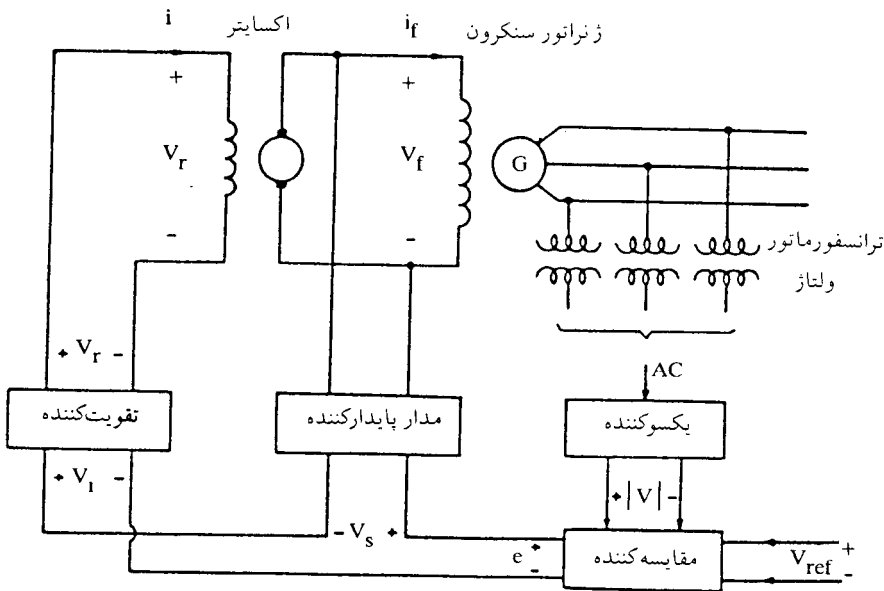 i
اکسایتر
i_f
ژنراتور سنکرون
+
+
V_r
V_f
G
-
-
ترانسفورماتور
ولتاژ
+ V_r -
AC
تقویت‌کننده
مدار پایدارکننده
یکسوکننده
+ V_1 -
+ |V| -
- V_s +
e
+
-
مقایسه‌کننده
V_ref
+
-